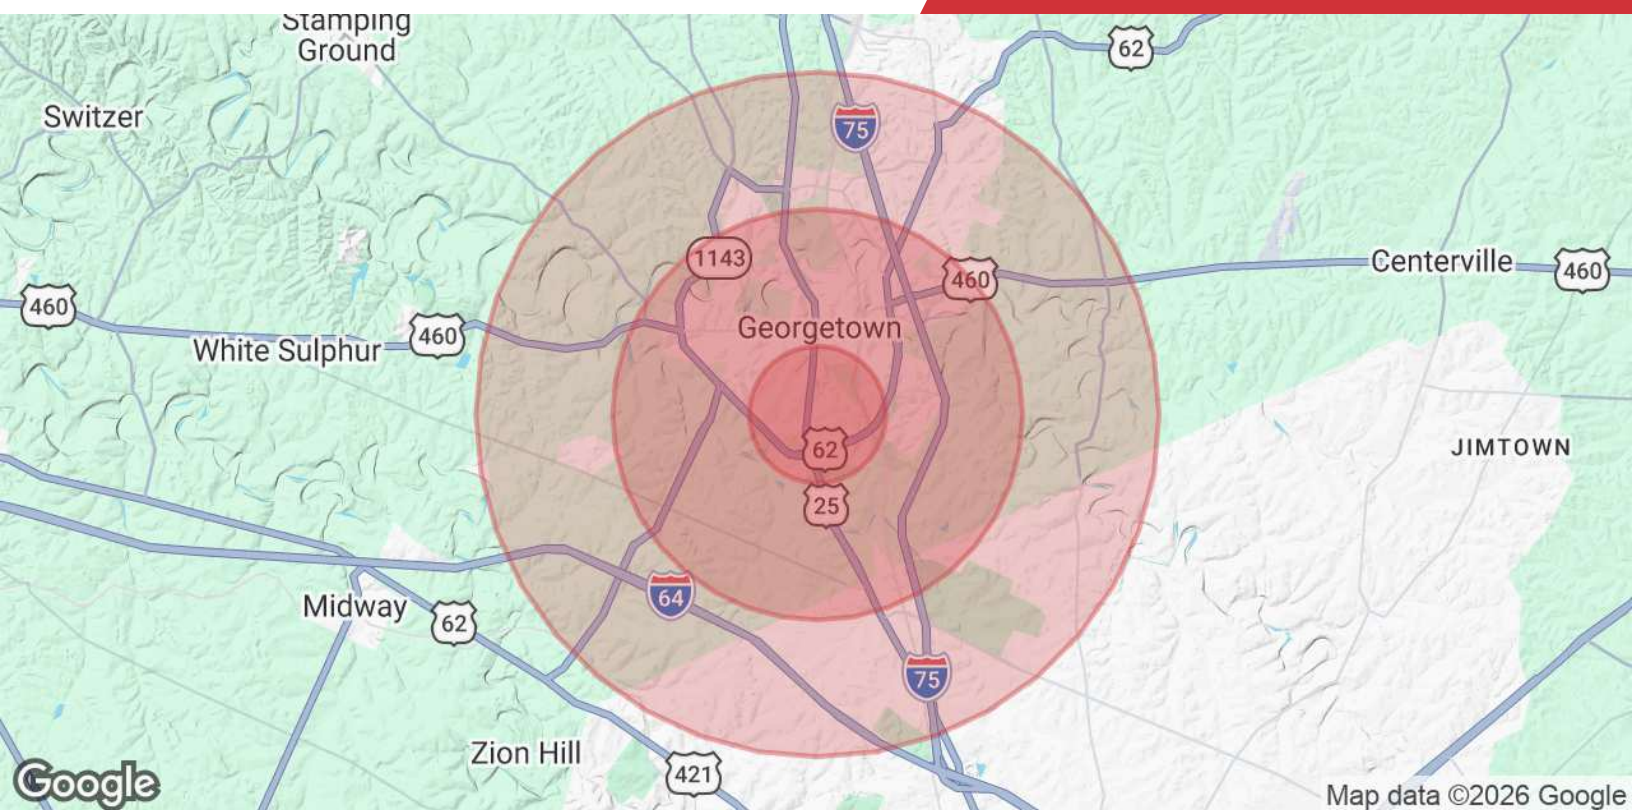 Stamping
Ground
62
Switzer
75
1143
Centerville
460
460
460
460
Georgetown
White Sulphur
62
JIMTOWN
25
64
Midway
62
75
Zion Hill
421
Google
Map data ©2026 Google